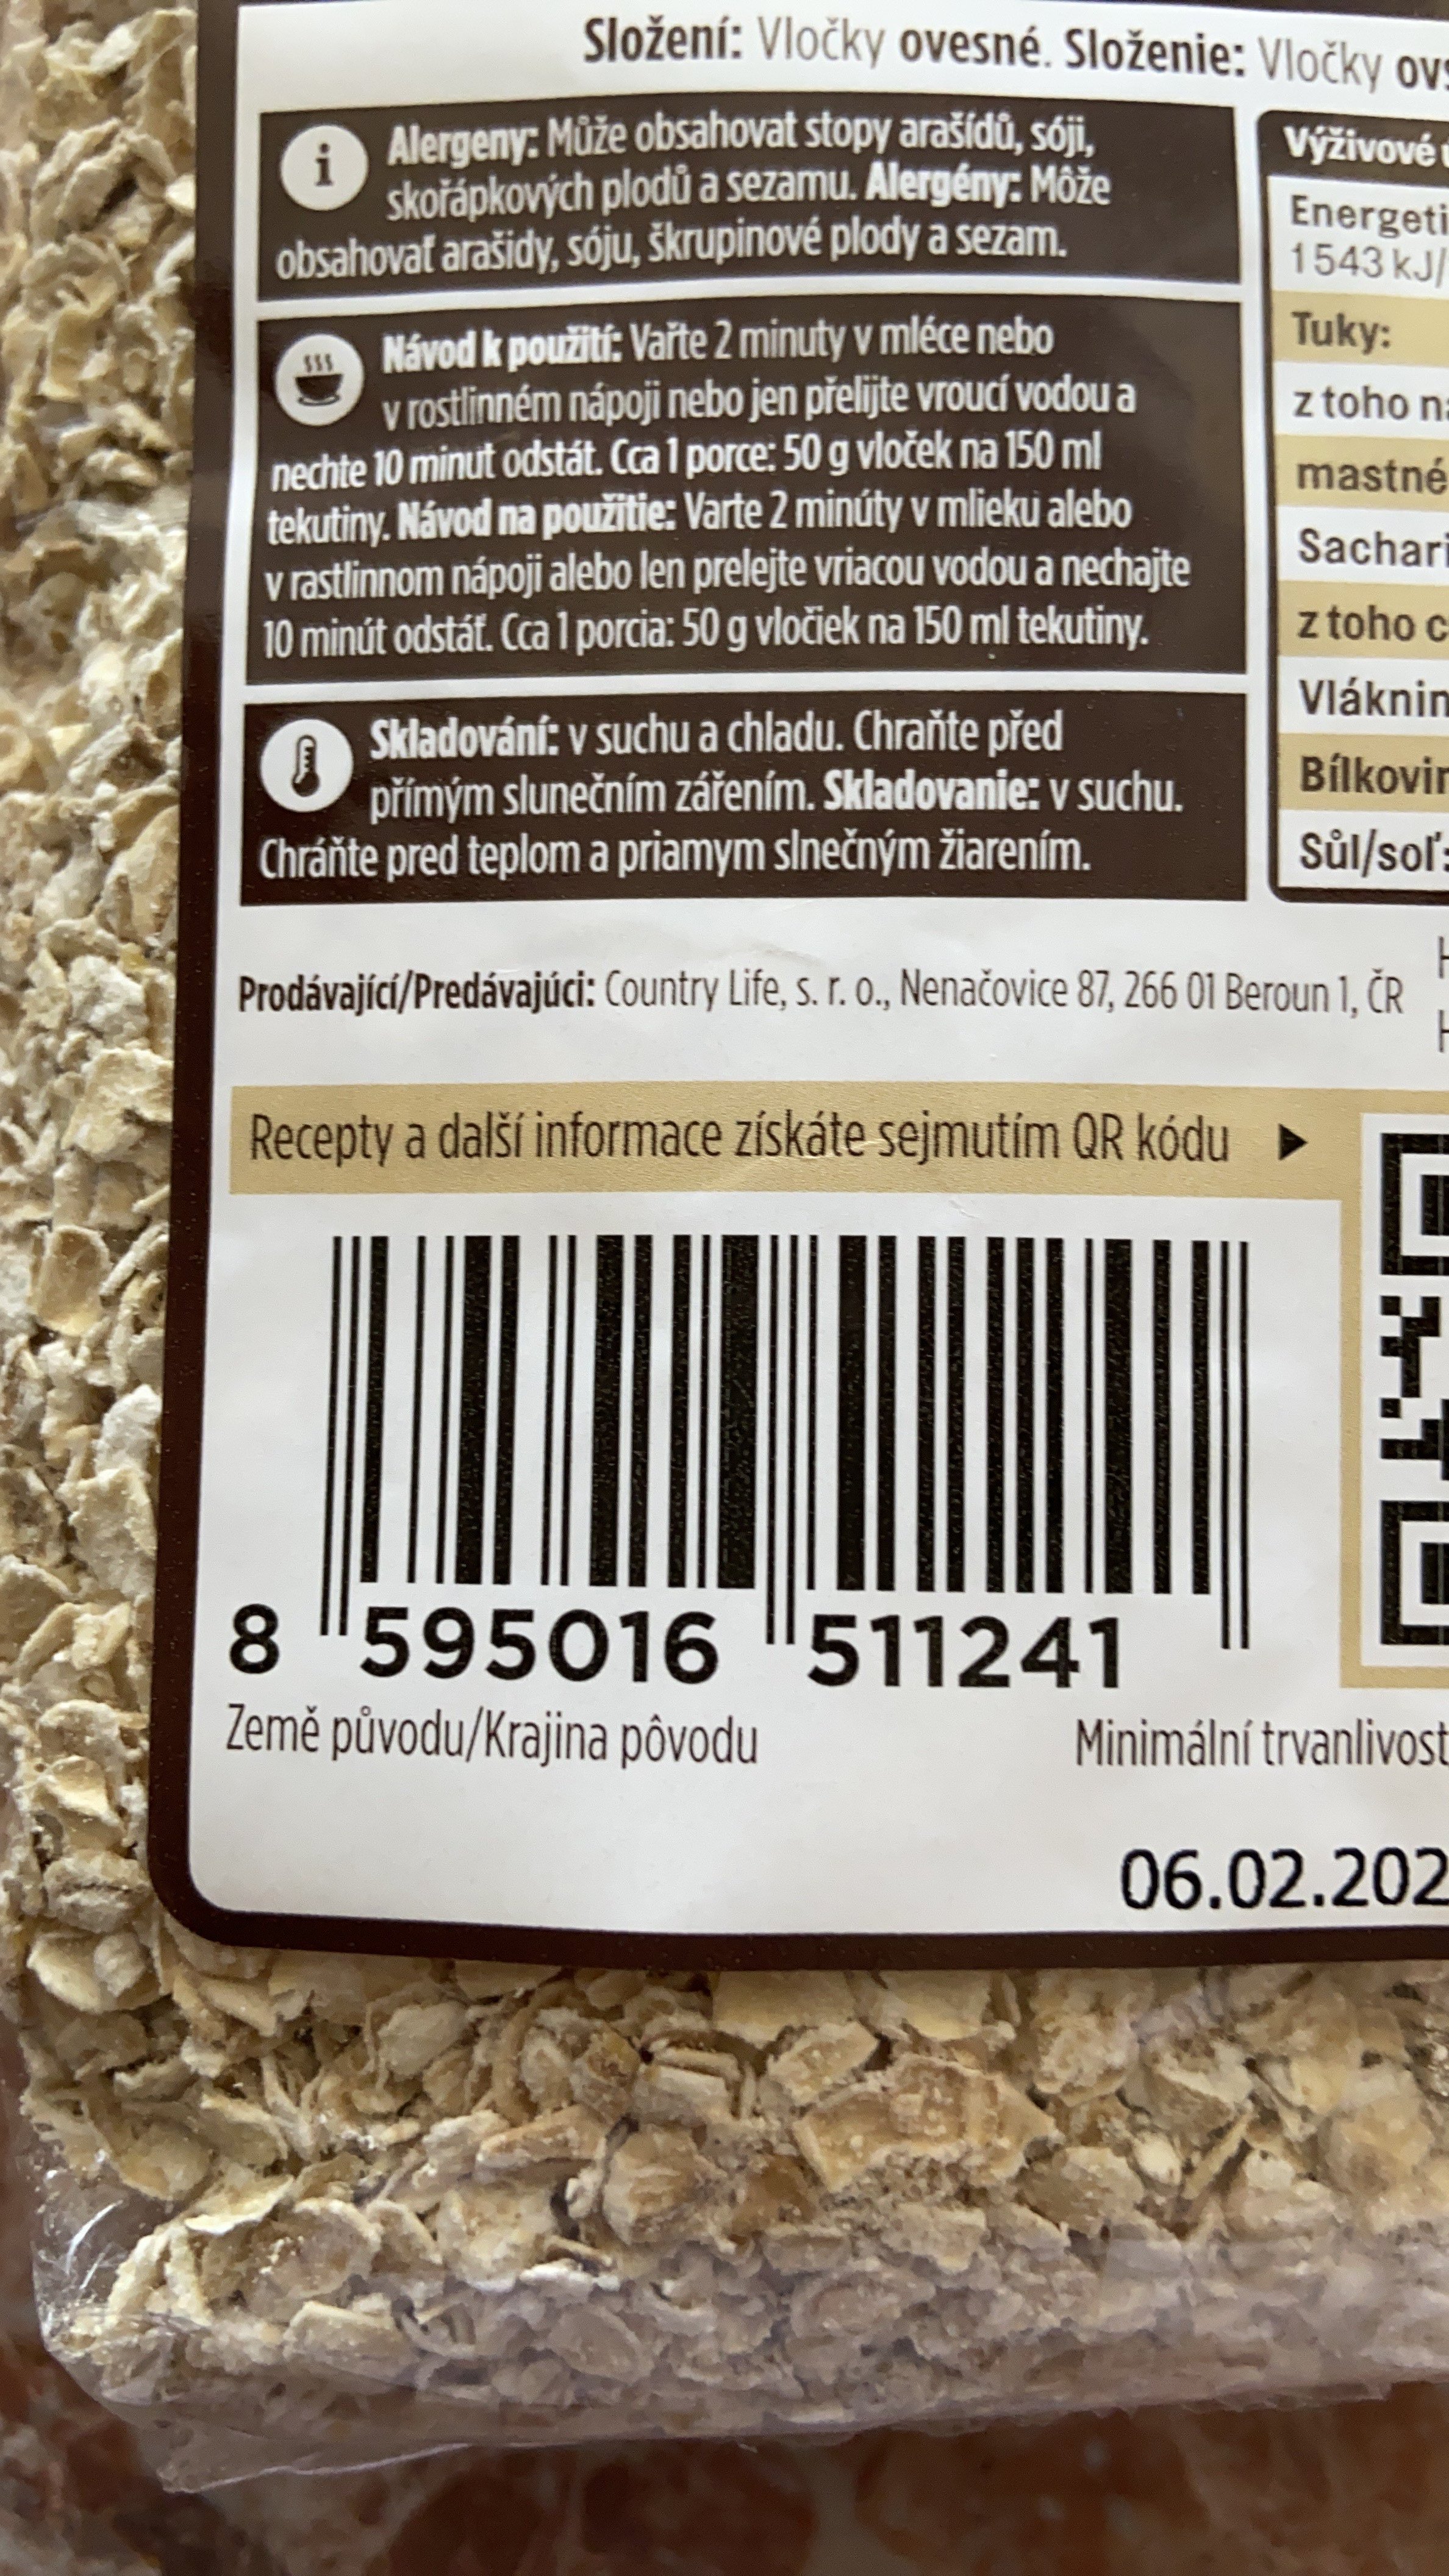 Složení: Vločky ovesné. Složenie: Vločky ovs
Alergeny: Může obsahovat stopy arašídů, sóji,
skořápkových plodů a sezamu. Alergény: Môže
obsahovať arašidy, sóju, škrupinové plody a sezam.
Návod k použití: Vařte 2 minuty v mléce nebo
v rostlinném nápoji nebo jen přelijte vroucí vodou a
nechte 10 minut odstát. Cca 1 porce: 50 g vloček na 150 ml
tekutiny. Návod na použitie: Varte 2 minúty v mlieku alebo
v rastlinnom nápoji alebo len prelejte vriacou vodou a nechajte
10 minút odstáť. Cca 1 porcia: 50 g vločiek na 150 ml tekutiny.
Skladování: v suchu a chladu. Chraňte před
přímým slunečním zářením. Skladovanie: v suchu.
Chráňte pred teplom a priamym slnečným žiarením.
Výživové
Energeti
1543 kJ/
Tuky:
z toho n
mastné
Sachari
z toho c
Vláknin
Bílkovin
Sůl/soľ:
Prodávající/Predávajúci: Country Life, s. r. o., Nenačovice 87, 266 01 Beroun 1, ČR
Recepty a další informace získáte sejmutím QR kódu ►
8 595016 511241
Země původu/Krajina pôvodu
Minimální trvanlivost
06.02.202